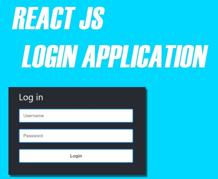 REACT JS
LOGIN APPLICATION
Log in
Username
Password
Login